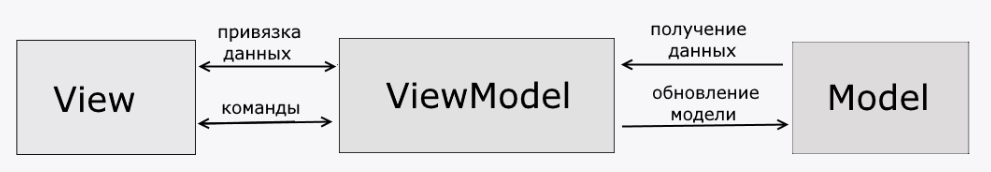 View
привязка
данных
команды
ViewModel
получение
данных
обновление
модели
Model